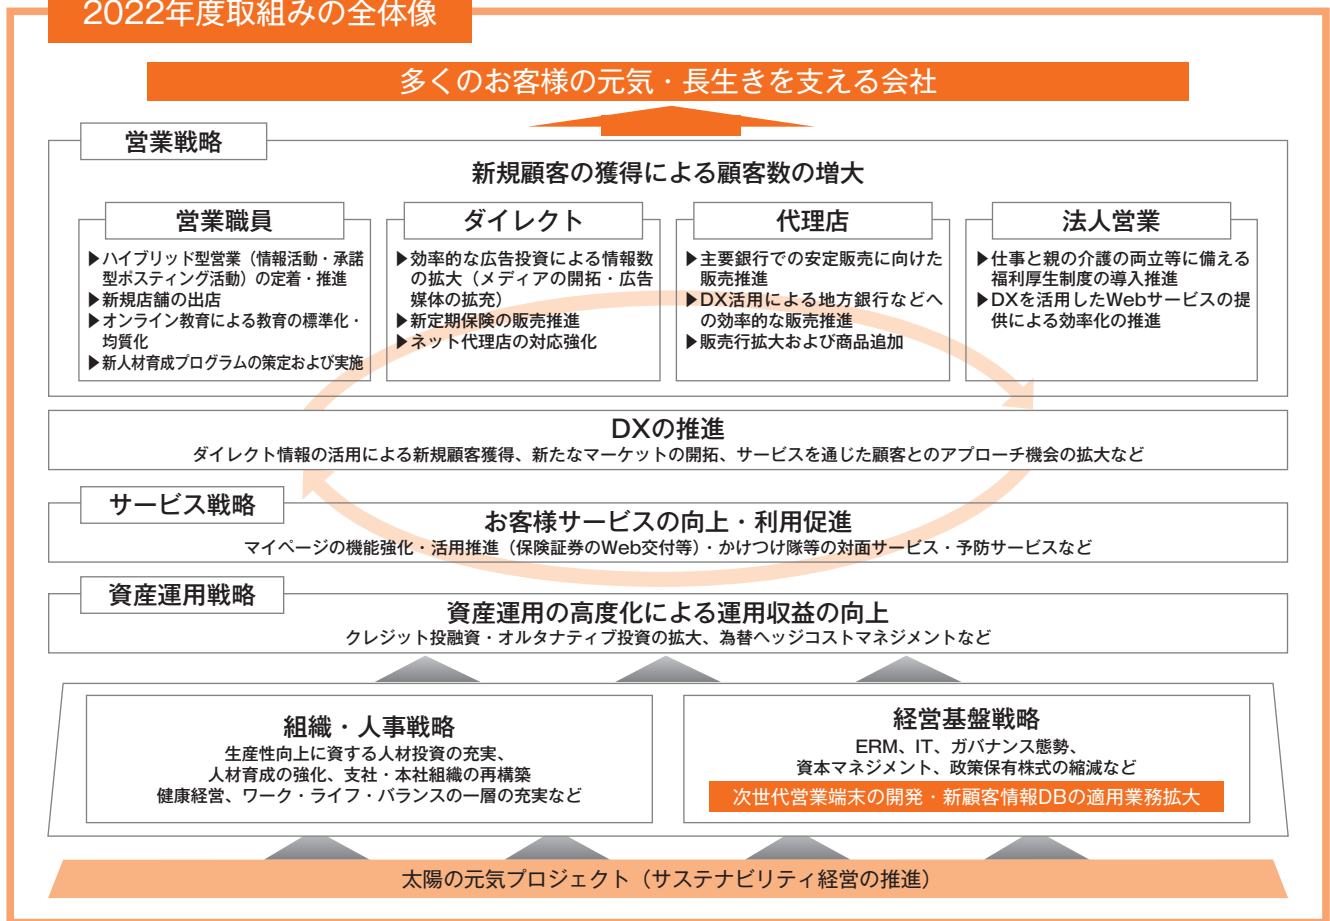 2022年度取組みの全体像
多くのお客様の元気・長生きを支える会社
営業戦略
新規顧客の獲得による顧客数の増大
営業職員
▶ハイブリッド型営業（情報活動・承諾
型ポスティング活動）の定着・推進
▶新規店舗の出店
▶オンライン教育による教育の標準化・
均質化
▶新人材育成プログラムの策定および実施
ダイレクト
▶効率的な広告投資による情報数
の拡大（メディアの開拓・広告
媒体の拡充）
▶新定期保険の販売推進
▶ネット代理店の対応強化
代理店
▶主要銀行での安定販売に向けた
販売推進
▶DX活用による地方銀行などへ
の効率的な販売推進
▶販売行拡大および商品追加
法人営業
▶仕事と親の介護の両立等に備える
福利厚生制度の導入推進
▶DXを活用したWebサービスの提
供による効率化の推進
DXの推進
ダイレクト情報の活用による新規顧客獲得、新たなマーケットの開拓、サービスを通じた顧客とのアプローチ機会の拡大など
サービス戦略
お客様サービスの向上・利用促進
マイページの機能強化・活用推進（保険証券のWeb交付等）・かけつけ隊等の対面サービス・予防サービスなど
資産運用戦略
資産運用の高度化による運用収益の向上
クレジット投融資・オルタナティブ投資の拡大、為替ヘッジコストマネジメントなど
組織・人事戦略
生産性向上に資する人材投資の充実、
人材育成の強化、支社・本社組織の再構築
健康経営、ワーク・ライフ・バランスの一層の充実など
経営基盤戦略
ERM、IT、ガバナンス態勢、
資本マネジメント、政策保有株式の縮減など
次世代営業端末の開発・新顧客情報DBの適用業務拡大
太陽の元気プロジェクト（サステナビリティ経営の推進）